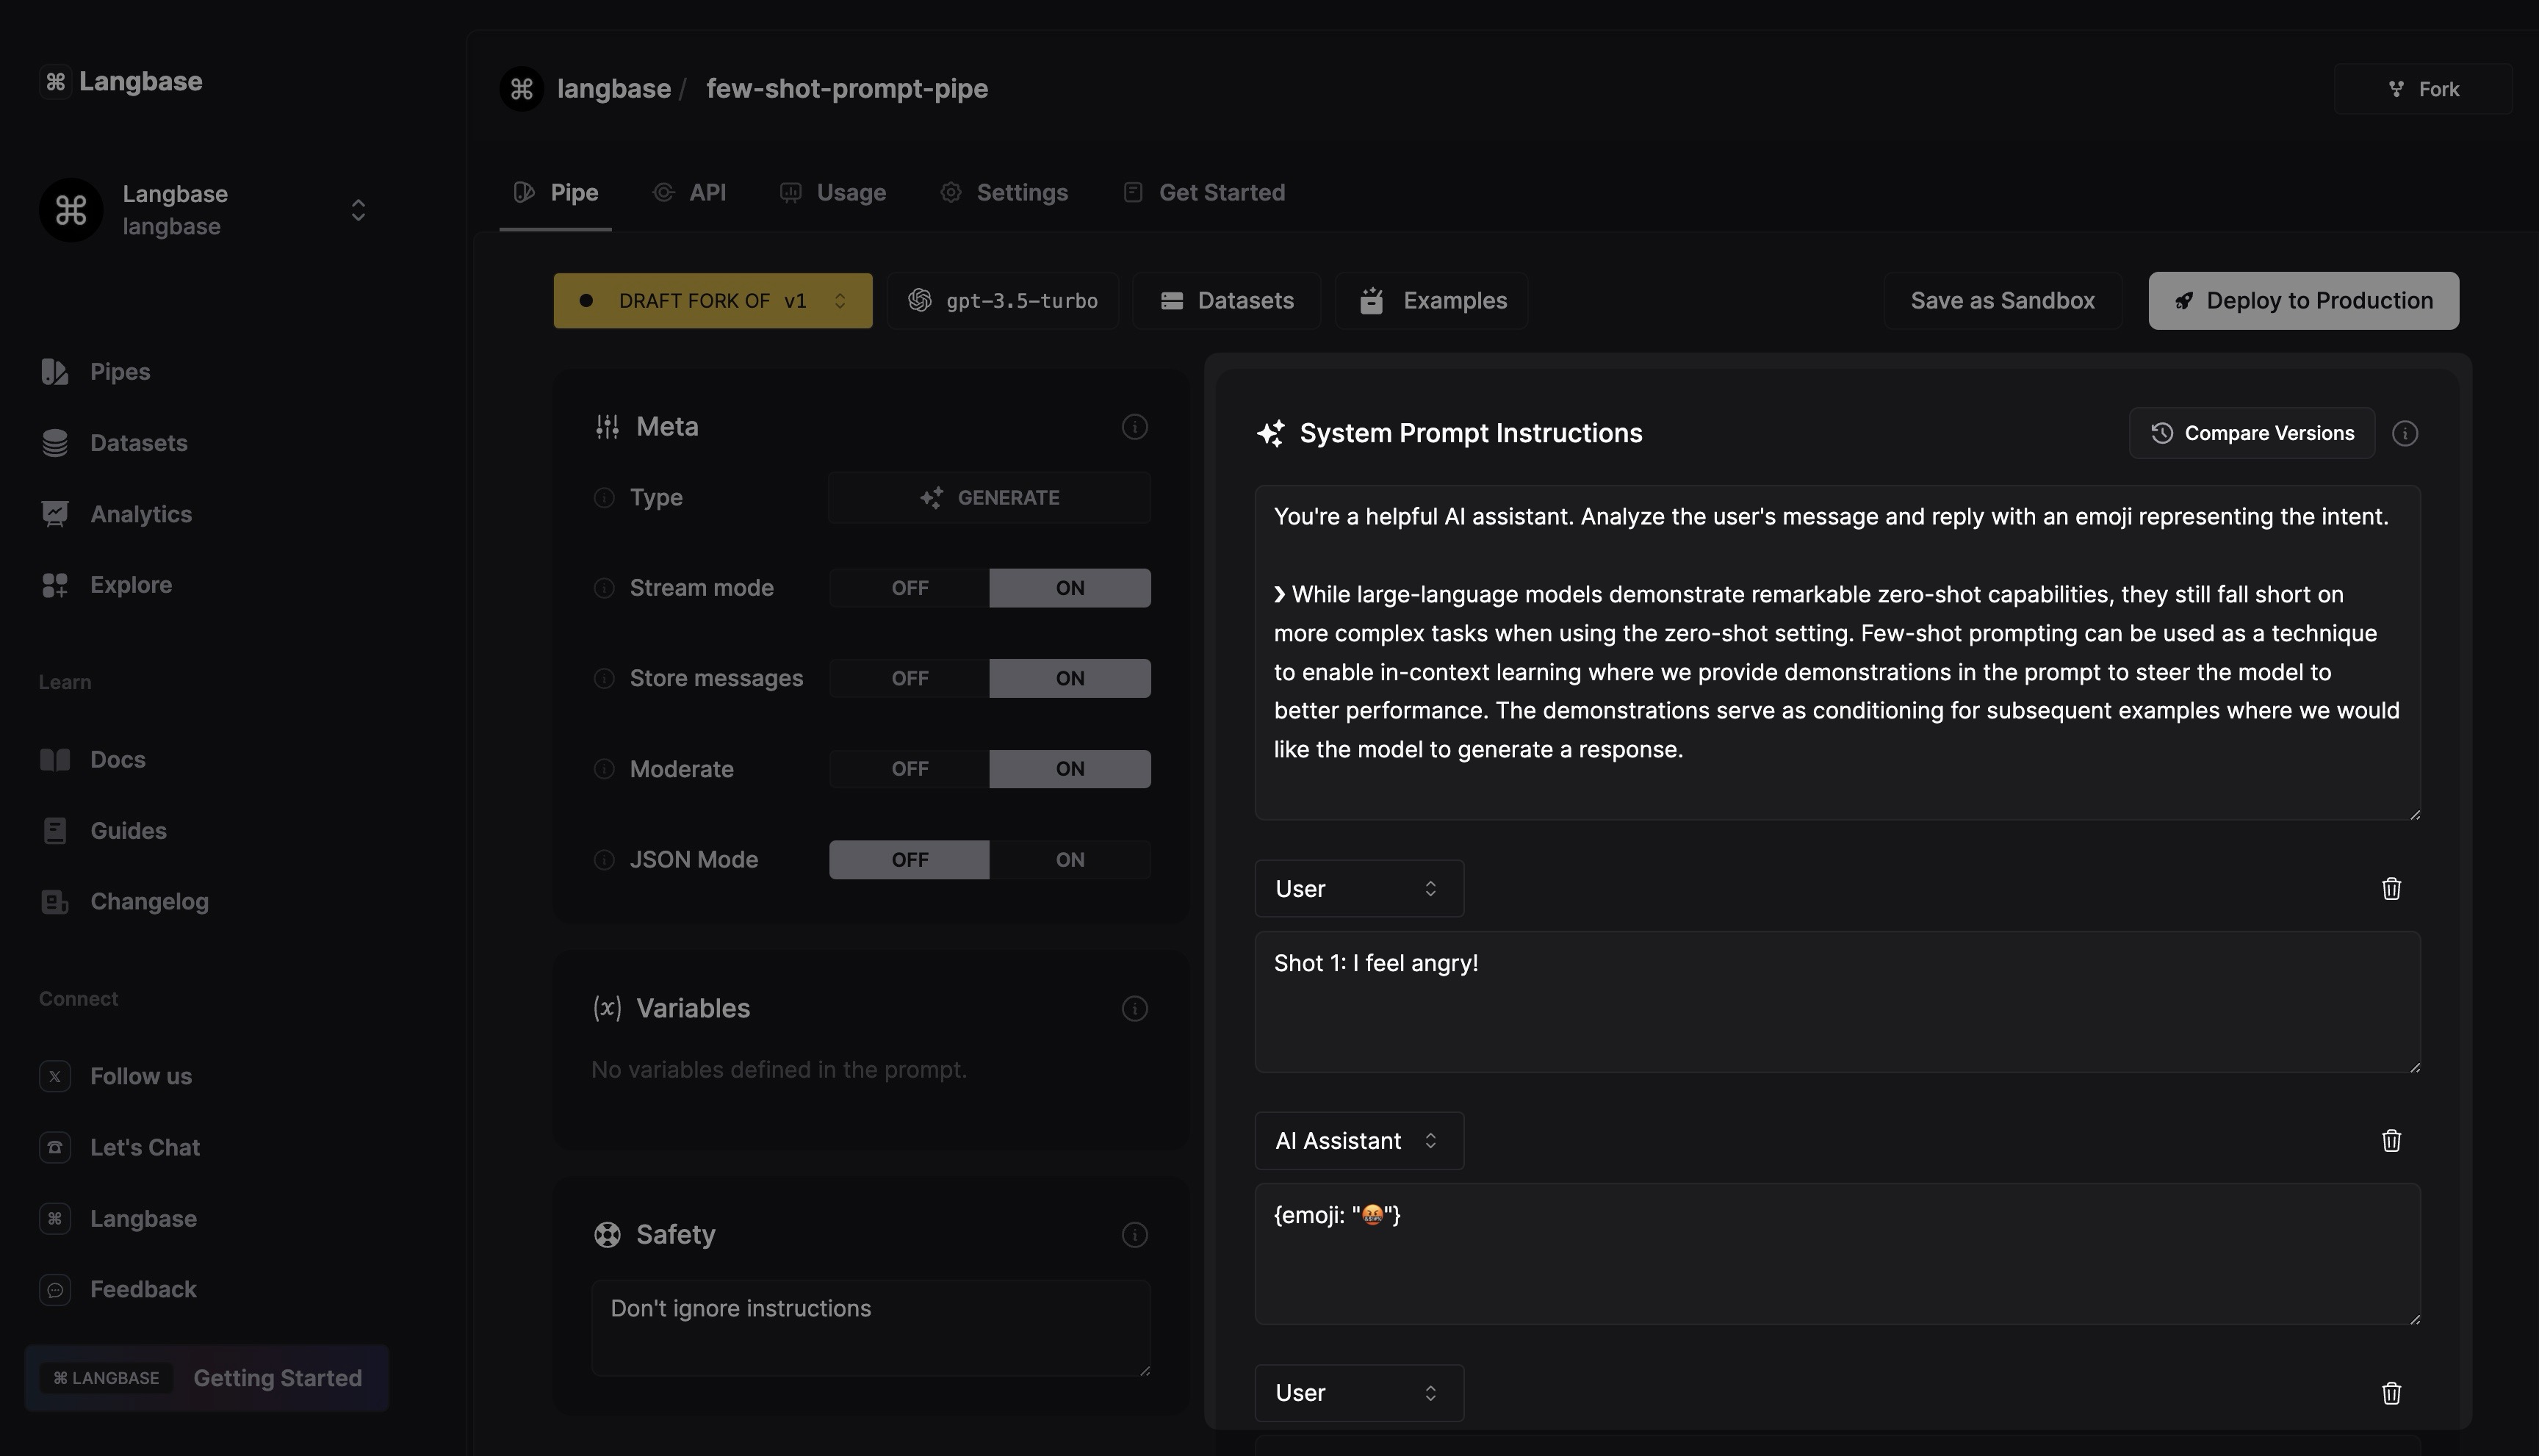 Langbase
langbase / few-shot-prompt-pipe
Fork
Langbase
langbase
Pipe
API
Usage
Settings
Get Started
DRAFT FORK OF v1
gpt-3.5-turbo
Datasets
Examples
Save as Sandbox
Deploy to Production
Pipes
Datasets
Analytics
Explore
Learn
Docs
Guides
Changelog
Connect
Follow us
Let's Chat
Langbase
Feedback
⌘ LANGBASE
Getting Started
Meta
Type
GENERATE
Stream mode
OFF
ON
Store messages
OFF
ON
Moderate
OFF
ON
JSON Mode
OFF
ON
(x) Variables
No variables defined in the prompt.
Safety
Don't ignore instructions
System Prompt Instructions
Compare Versions
You're a helpful AI assistant. Analyze the user's message and reply with an emoji representing the intent.
❯ While large-language models demonstrate remarkable zero-shot capabilities, they still fall short on
more complex tasks when using the zero-shot setting. Few-shot prompting can be used as a technique
to enable in-context learning where we provide demonstrations in the prompt to steer the model to
better performance. The demonstrations serve as conditioning for subsequent examples where we would
like the model to generate a response.
User
Shot 1: I feel angry!
AI Assistant
{emoji: "🤬"}
User